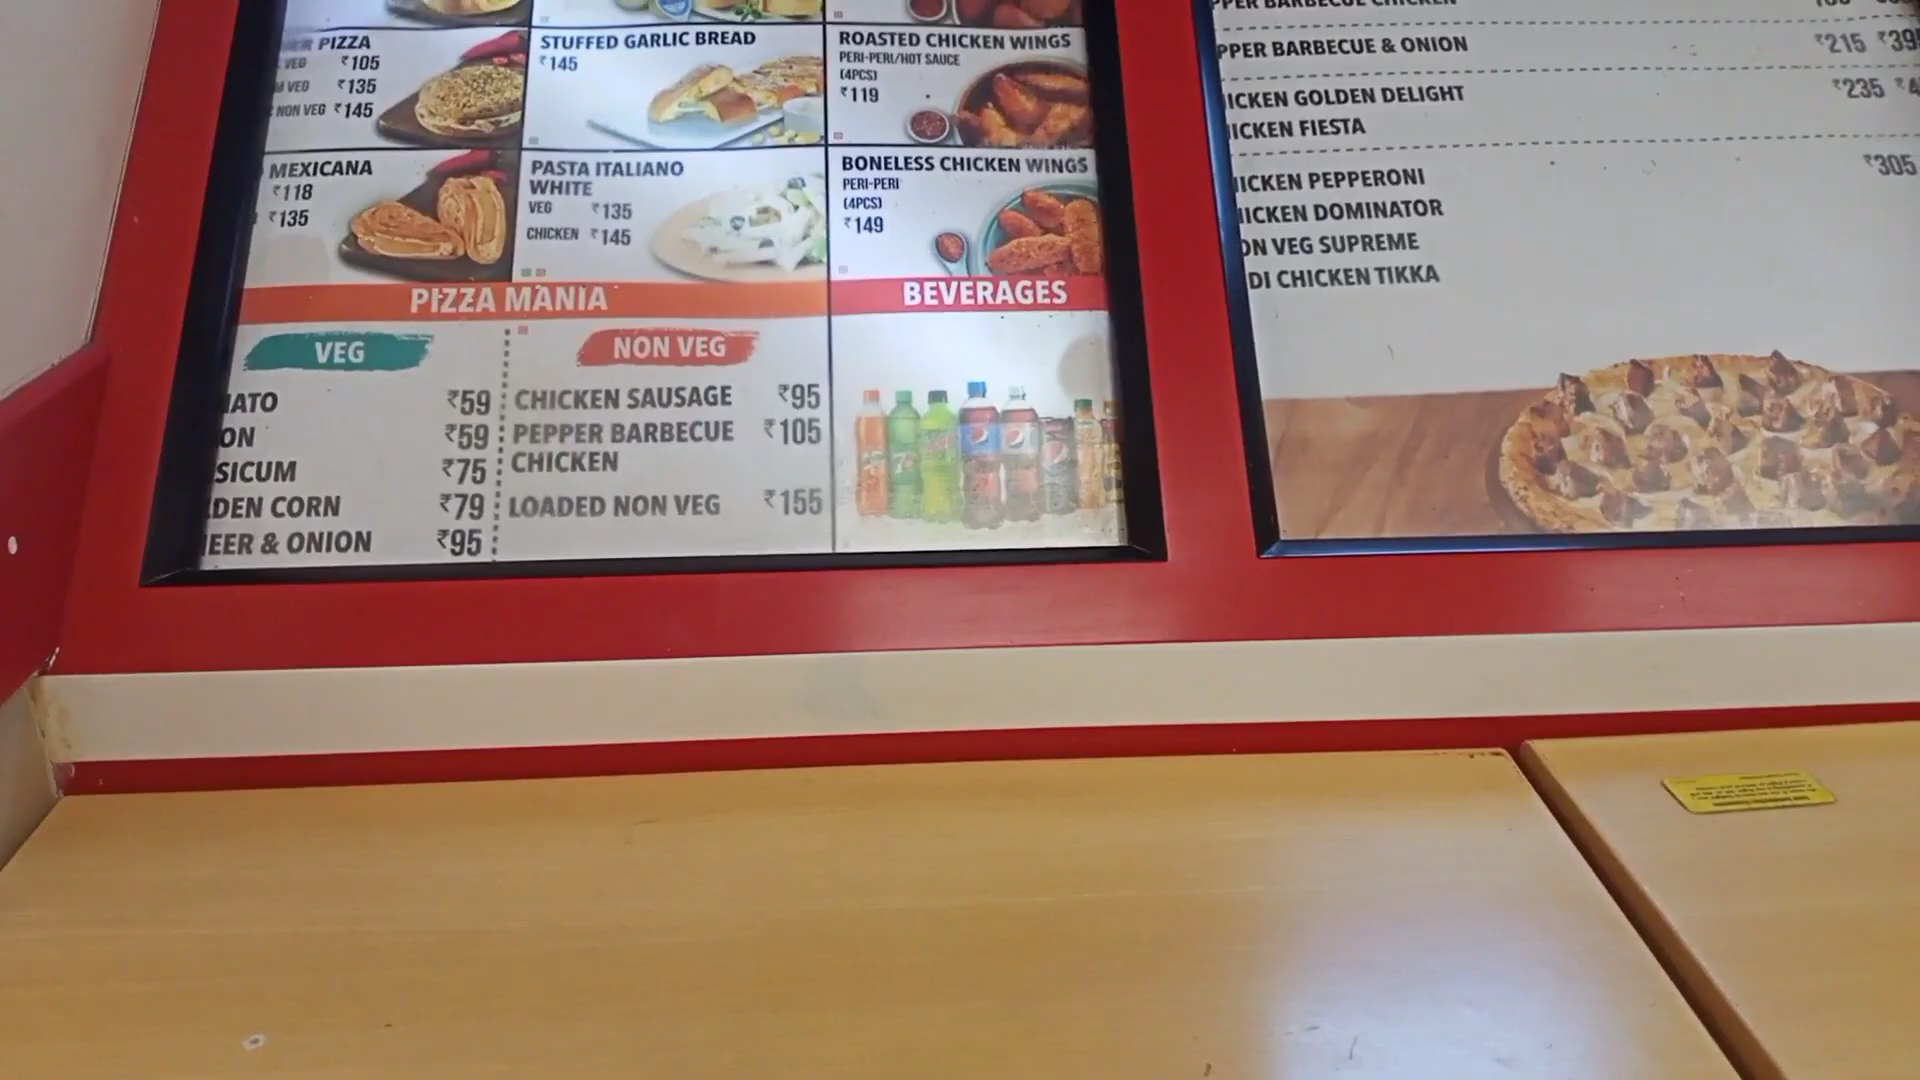 PIZZA
VEG ₹105
VEG ₹135
NON VEG ₹145
STUFFED GARLIC BREAD
₹145
ROASTED CHICKEN WINGS
PERI-PERI/HOT SAUCE
(4PCS)
₹119
MEXICANA
₹118
₹135
PASTA ITALIANO
WHITE
VEG ₹135
CHICKEN ₹145
BONELESS CHICKEN WINGS
PERI-PERI
(4PCS)
₹149
PIZZA MANIA
VEG
ATO ₹59
ON ₹59
SICUM ₹75
DEN CORN ₹79
EER & ONION ₹95
NON VEG
CHICKEN SAUSAGE ₹95
PEPPER BARBECUE ₹105
CHICKEN
LOADED NON VEG ₹155
BEVERAGES
PPER BARBECUE CHICKEN
PPER BARBECUE & ONION ₹215 ₹39
ICKEN GOLDEN DELIGHT ₹235 ₹4
ICKEN FIESTA
ICKEN PEPPERONI ₹305
ICKEN DOMINATOR
ON VEG SUPREME
DI CHICKEN TIKKA